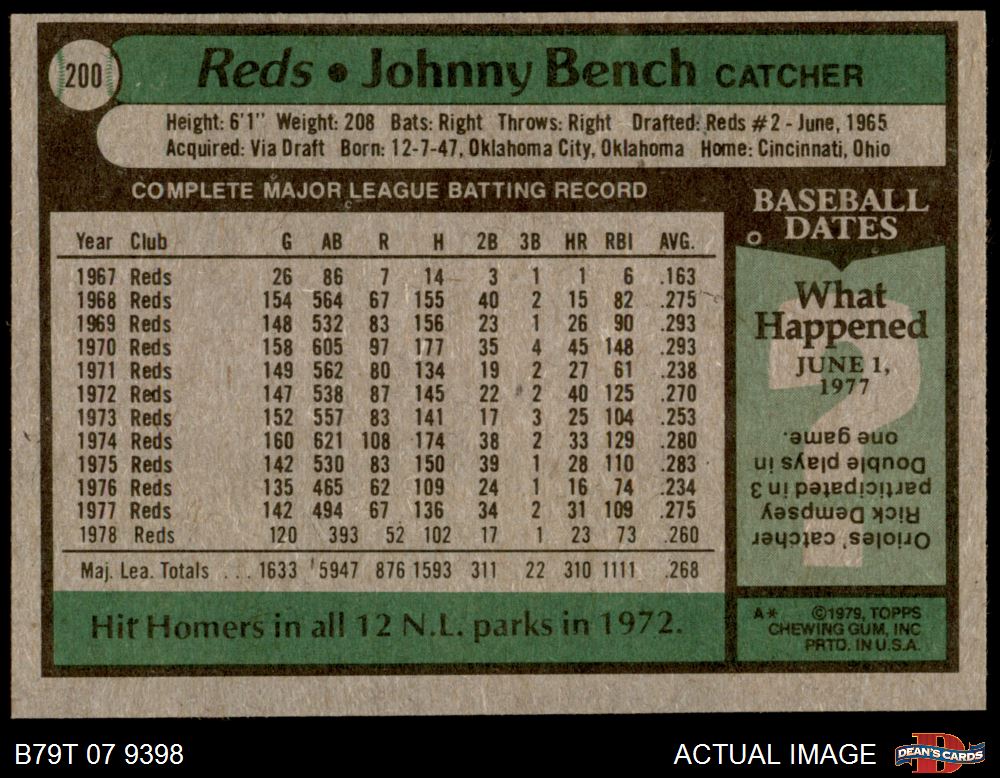 200
Reds • Johnny Bench CATCHER
Height: 6'1" Weight: 208 Bats: Right Throws: Right Drafted: Reds #2 - June, 1965
Acquired: Via Draft Born: 12-7-47, Oklahoma City, Oklahoma Home: Cincinnati, Ohio
COMPLETE MAJOR LEAGUE BATTING RECORD
Year Club G AB R H 2B 3B HR RBI AVG.
1967 Reds 26 86 7 14 3 1 1 6 .163
1968 Reds 154 564 67 155 40 2 15 82 .275
1969 Reds 148 532 83 156 23 1 26 90 .293
1970 Reds 158 605 97 177 35 4 45 148 .293
1971 Reds 149 562 80 134 19 2 27 61 .238
1972 Reds 147 538 87 145 22 2 40 125 .270
1973 Reds 152 557 83 141 17 3 25 104 .253
1974 Reds 160 621 108 174 38 2 33 129 .280
1975 Reds 142 530 83 150 39 1 28 110 .283
1976 Reds 135 465 62 109 24 1 16 74 .234
1977 Reds 142 494 67 136 34 2 31 109 .275
1978 Reds 120 393 52 102 17 1 23 73 .260
Maj. Lea. Totals ... 1633 5947 876 1593 311 22 310 1111 .268
Hit Homers in all 12 N.L. parks in 1972.
BASEBALL
DATES
What
Happened
JUNE 1,
1977
Orioles' catcher
Rick Dempsey
participated in 3
Double plays in
one game.
A* ©1979, TOPPS
CHEWING GUM, INC
PRTD. IN U.S.A.
B79T 07 9398
ACTUAL IMAGE
DEAN'S CARDS